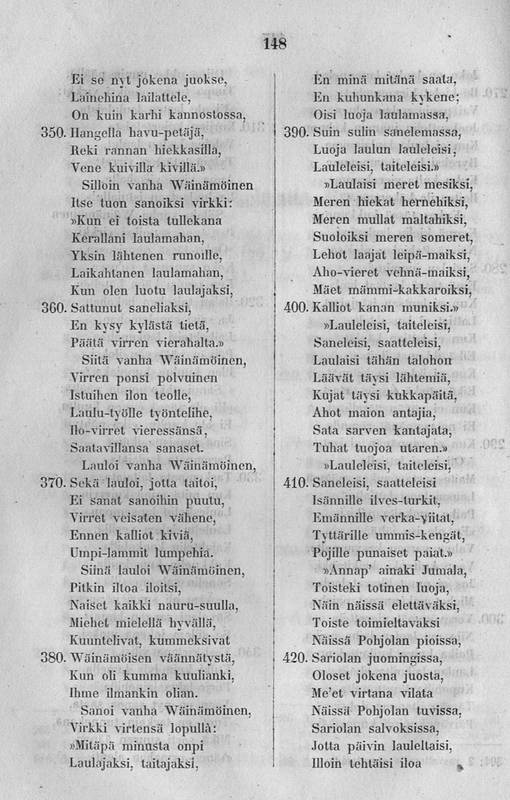 148
Ei se nyt jokena juokse,
Lainehina lailattele,
On kuin karhi kannostossa,
350. Hangella havu-petäjä,
Reki rannan hiekkasilla,
Vene kuivilla kivillä.»
Silloin vanha Wäinämöinen
Itse tuon sanoiksi virkki:
»Kun ei toista tullekana
Kerallani laulamahan,
Yksin lähtenen runoille,
Laikahtanen laulamahan,
Kun olen luotu laulajaksi,
360. Sattunut saneliaksi,
En kysy kylästä tietä,
Päätä virren vierahalta.»
Siitä vanha Wäinämöinen,
Virren ponsi polvuinen
Istuihen ilon teolle,
Laulu-työlle työntelihe,
Ilo-virret vieressänsä,
Saatavillansa sanaset.
Lauloi vanha Wäinämöinen,
370. Sekä lauloi, jotta taitoi,
Ei sanat sanoihin puutu,
Virret veisaten vähene,
Ennen kalliot kiviä,
Umpi-lammit lumpehia.
Siinä lauloi Wäinämöinen,
Pitkin iltoa iloitsi,
Naiset kaikki nauru-suulla,
Miehet mielellä hyvällä,
Kuuntelivat, kummeksivat
380. Wäinämöisen väännätystä,
Kun oli kumma kuulianki,
Ihme ilmankin olian.
Sanoi vanha Wäinämöinen,
Virkki virtensä lopulla:
»Mitäpä minusta onpi
Laulajaksi, taitajaksi,
En minä mitänä saata,
En kuhunkana kykene;
Oisi luoja laulamassa,
390. Suin sulin sanelemassa,
Luoja laulun lauleleisi,
Lauleleisi, taiteleisi.»
»Laulaisi meret mesiksi,
Meren hiekat hernehiksi,
Meren mullat maltahiksi,
Suoloiksi meren someret,
Lehot laajat leipä-maiksi,
Aho-vieret vehnä-maiksi,
Mäet mämmi-kakkaroiksi,
400. Kalliot kanan muniksi.»
»Lauleleisi, taiteleisi,
Saneleisi, saatteleisi,
Laulaisi tähän talohon
Läävät täysi lähtemiä,
Kujat täysi kukkapäitä,
Ahot maion antajia,
Sata sarven kantajata,
Tuhat tuojoa utaren.»
»Lauleleisi, taiteleisi,
410. Saneleisi, saatteleisi
Isännille ilves-turkit,
Emännille verka-yiitat,
Tyttärille ummis-kengät,
Pojille punaiset paiat.»
»Annap' ainaki Jumala,
Toisteki totinen luoja,
Näin näissä elettäväksi,
Toiste toimieltavaksi
Näissä Pohjolan pioissa,
420. Sariolan juomingissa,
Oloset jokena juosta,
Me'et virtana vilata
Näissä Pohjolan tuvissa,
Sariolan salvoksissa,
Jotta päivin lauleltaisi,
Illoin tehtäisi iloa